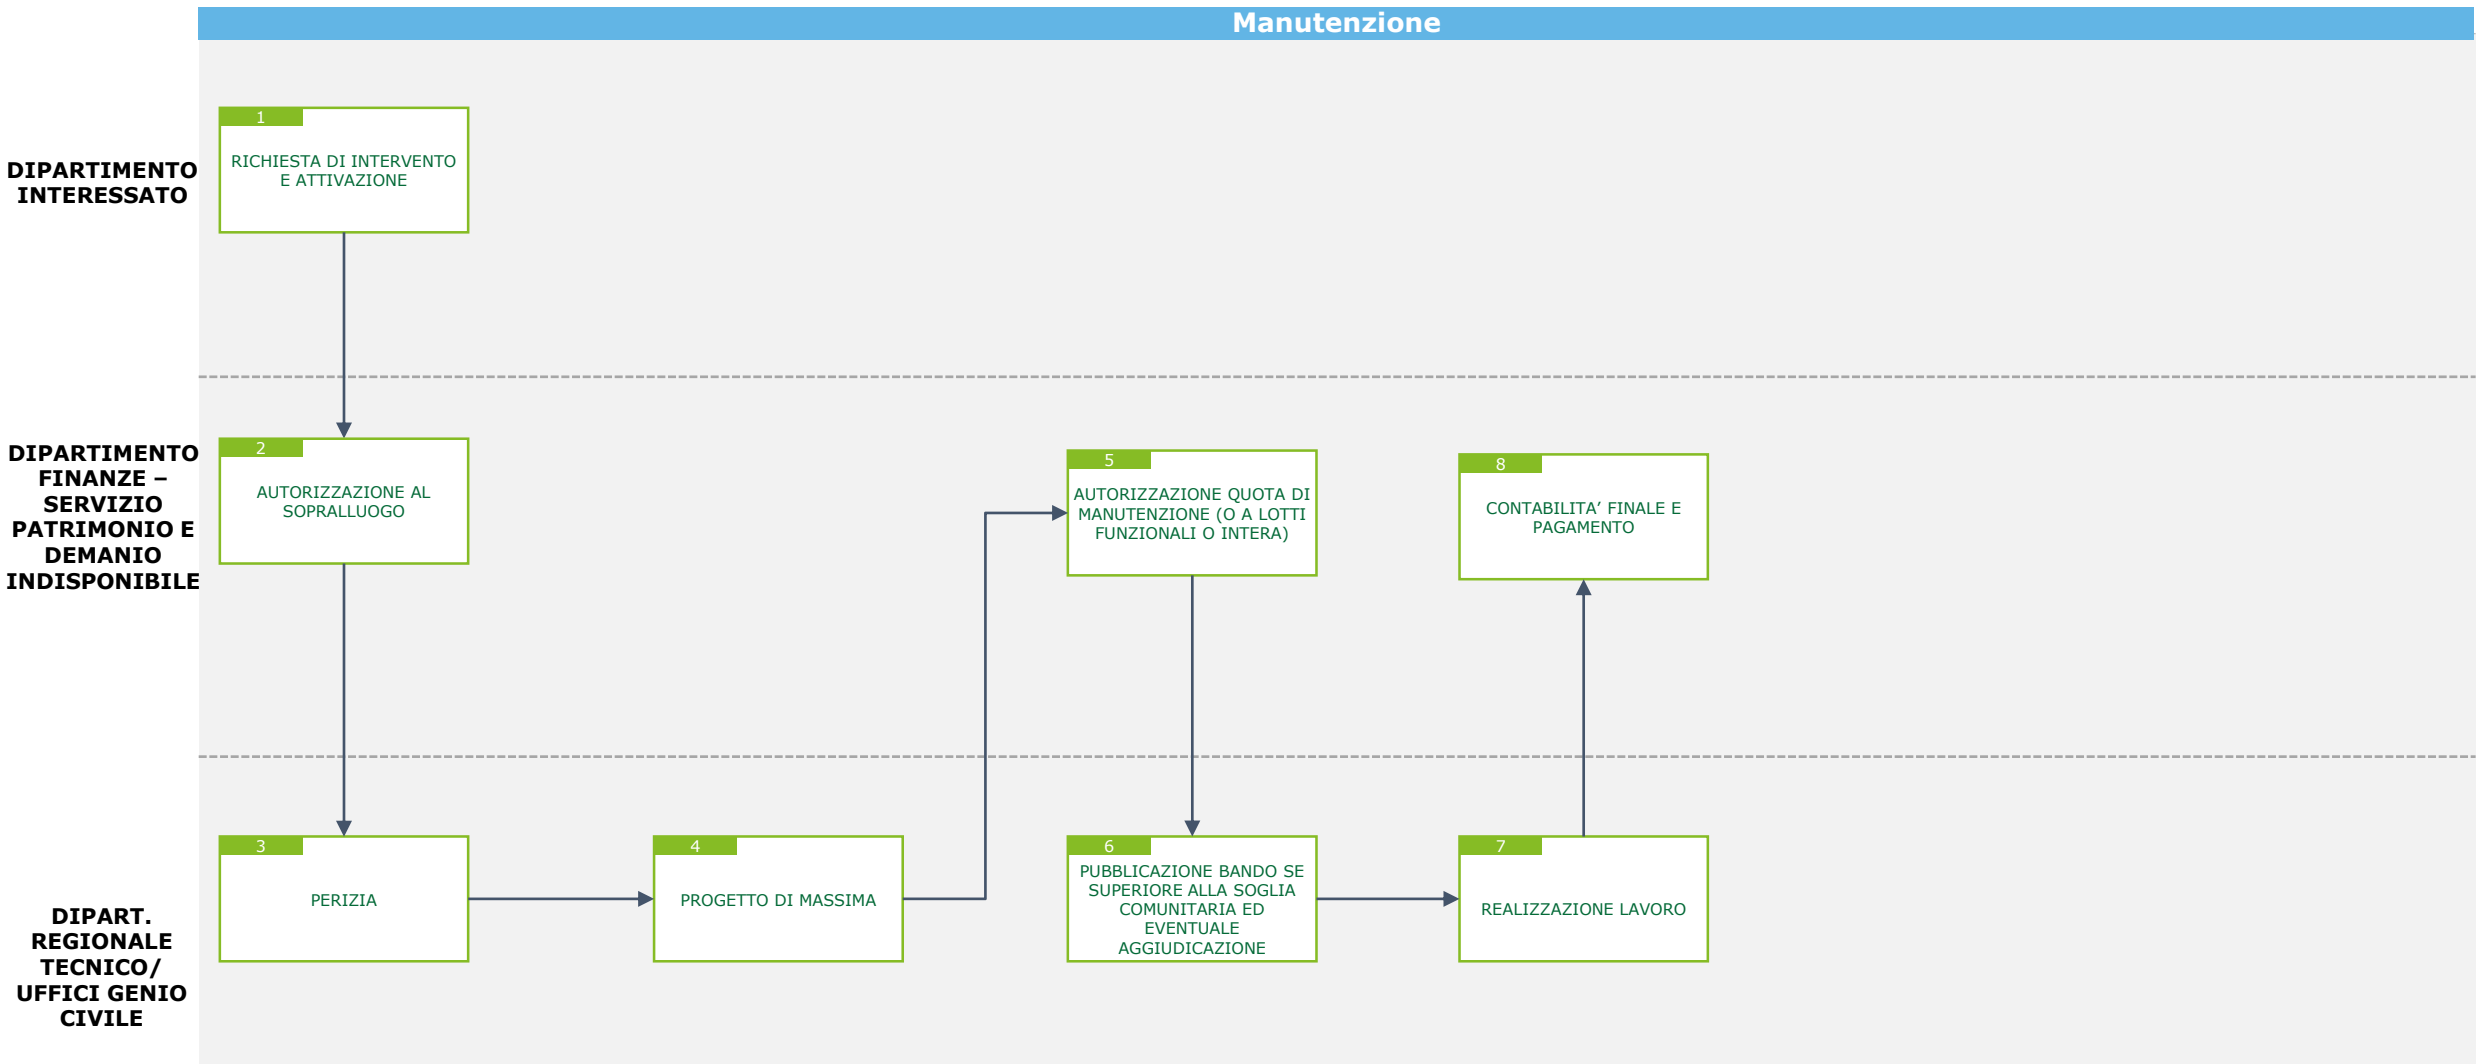 Manutenzione
DIPARTIMENTO
INTERESSATO
1
RICHIESTA DI INTERVENTO
E ATTIVAZIONE
DIPARTIMENTO
FINANZE –
SERVIZIO
PATRIMONIO E
DEMANIO
INDISPONIBILE
2
AUTORIZZAZIONE AL
SOPRALLUOGO
5
AUTORIZZAZIONE QUOTA DI
MANUTENZIONE (O A LOTTI
FUNZIONALI O INTERA)
8
CONTABILITA’ FINALE E
PAGAMENTO
DIPART.
REGIONALE
TECNICO/
UFFICI GENIO
CIVILE
3
PERIZIA
4
PROGETTO DI MASSIMA
6
PUBBLICAZIONE BANDO SE
SUPERIORE ALLA SOGLIA
COMUNITARIA ED
EVENTUALE
AGGIUDICAZIONE
7
REALIZZAZIONE LAVORO